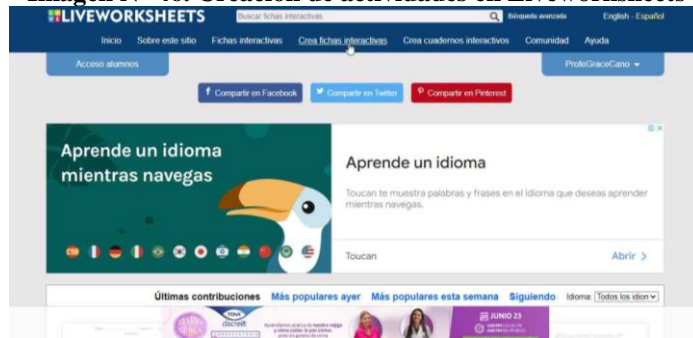 Imagen N° 46: Creación de actividades en Liveworksheets
LIVEWORKSHEETS
Buscar fichas interactivas
Búsqueda avanzada
English - Español
Inicio Sobre este sitio Fichas interactivas Crea fichas interactivas Crea cuadernos interactivos Comunidad Ayuda
Acceso alumnos
ProfeGraceCano
Compartir en Facebook Compartir en Twitter Compartir en Pinterest
Aprende un idioma
mientras navegas
Aprende un idioma
Toucan te muestra palabras y frases en el idioma que deseas aprender
mientras navegas.
Toucan
Abrir >
Últimas contribuciones Más populares ayer Más populares esta semana Siguiendo Idioma: Todos los idion
discreet
JUNIO 23